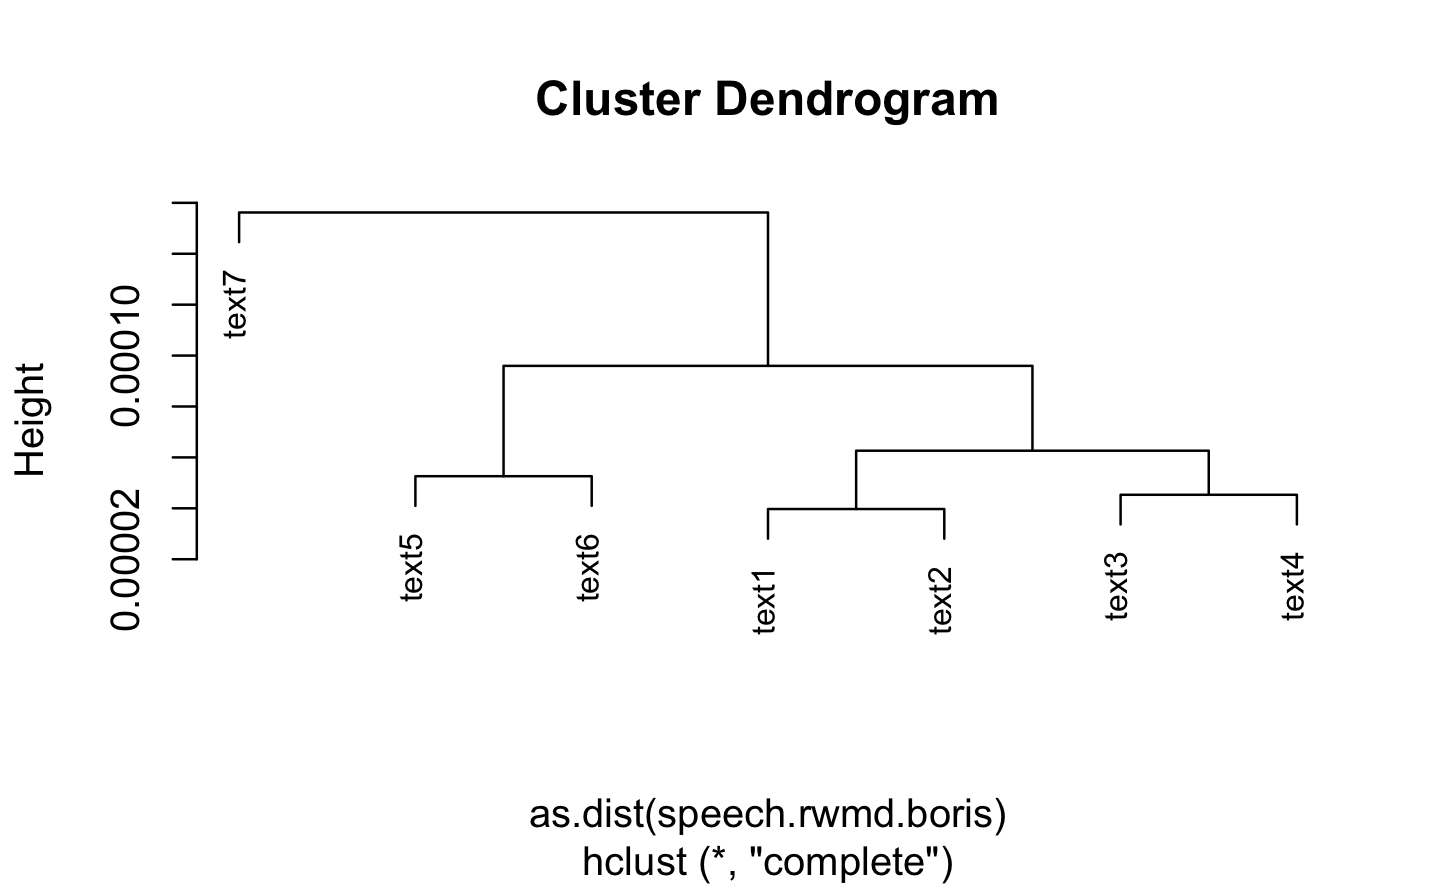 Cluster Dendrogram
Height
0.00002
0.00010
text7
text5
text6
text1
text2
text3
text4
as.dist(speech.rwmd.boris)
hclust (*, "complete")